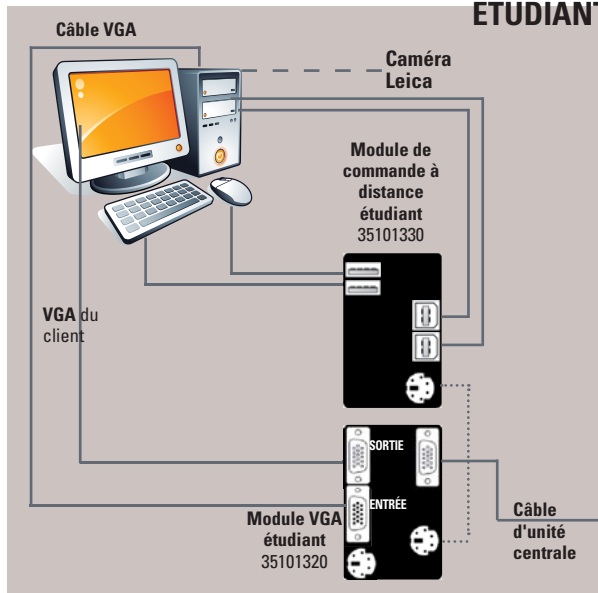 ETUDIANT
Câble VGA
Caméra
Leica
Module de
commande à
distance
étudiant
35101330
VGA du
client
SORTIE
ENTRÉE
Module VGA
étudiant
35101320
Câble
d'unité
centrale